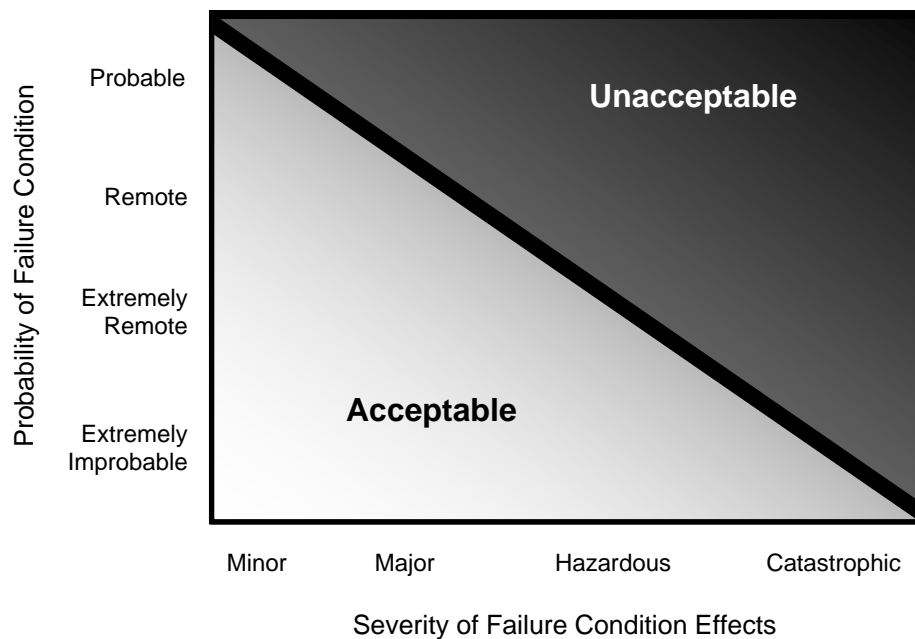 Probability of Failure Condition
Probable
Remote
Extremely
Remote
Extremely
Improbable
Unacceptable
Acceptable
Minor
Major
Hazardous
Catastrophic
Severity of Failure Condition Effects